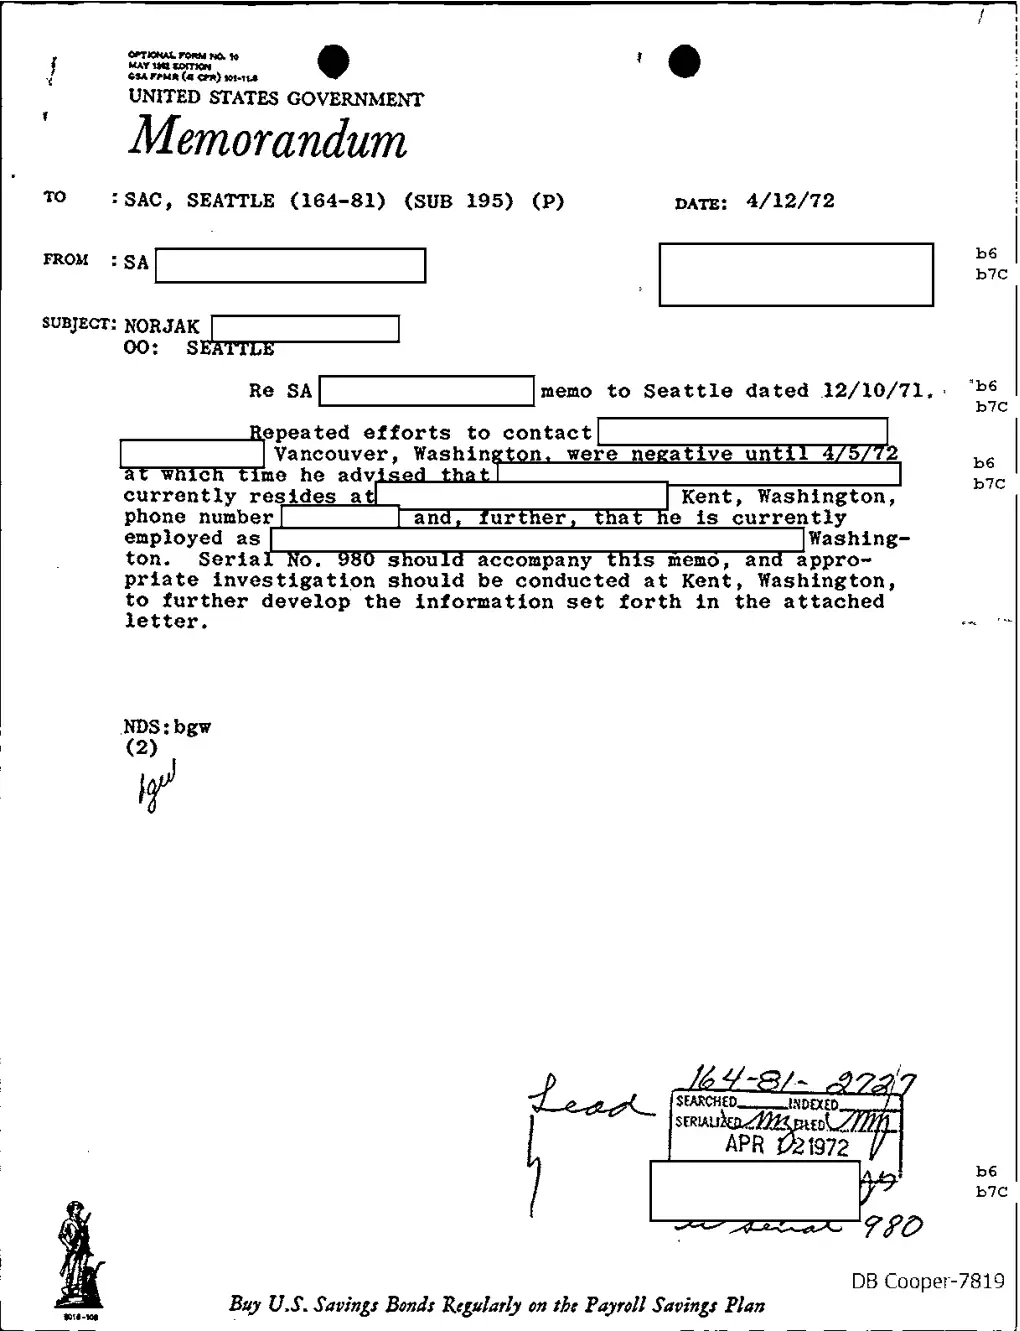 OPTIONAL FORM NO. 10
MAY 1962 EDITION
GSA FPMR (41 CFR) 101-11.6
UNITED STATES GOVERNMENT
Memorandum
TO : SAC, SEATTLE (164-81) (SUB 195) (P) DATE: 4/12/72
FROM : SA b6
b7C
SUBJECT: NORJAK
OO: SEATTLE
Re SA memo to Seattle dated 12/10/71. b6
b7C
Repeated efforts to contact
Vancouver, Washington, were negative until 4/5/72 b6
at which time he advised that b7C
currently resides at Kent, Washington,
phone number and, further, that he is currently
employed as Washing-
ton. Serial No. 980 should accompany this memo, and appro-
priate investigation should be conducted at Kent, Washington,
to further develop the information set forth in the attached
letter.
NDS:bgw
(2)
bgw
Lead
164-81-2727
SEARCHED INDEXED
SERIALIZED FILED
APR 1972
b6
b7C
serial 980
DB Cooper-7819
5010-108
Buy U.S. Savings Bonds Regularly on the Payroll Savings Plan